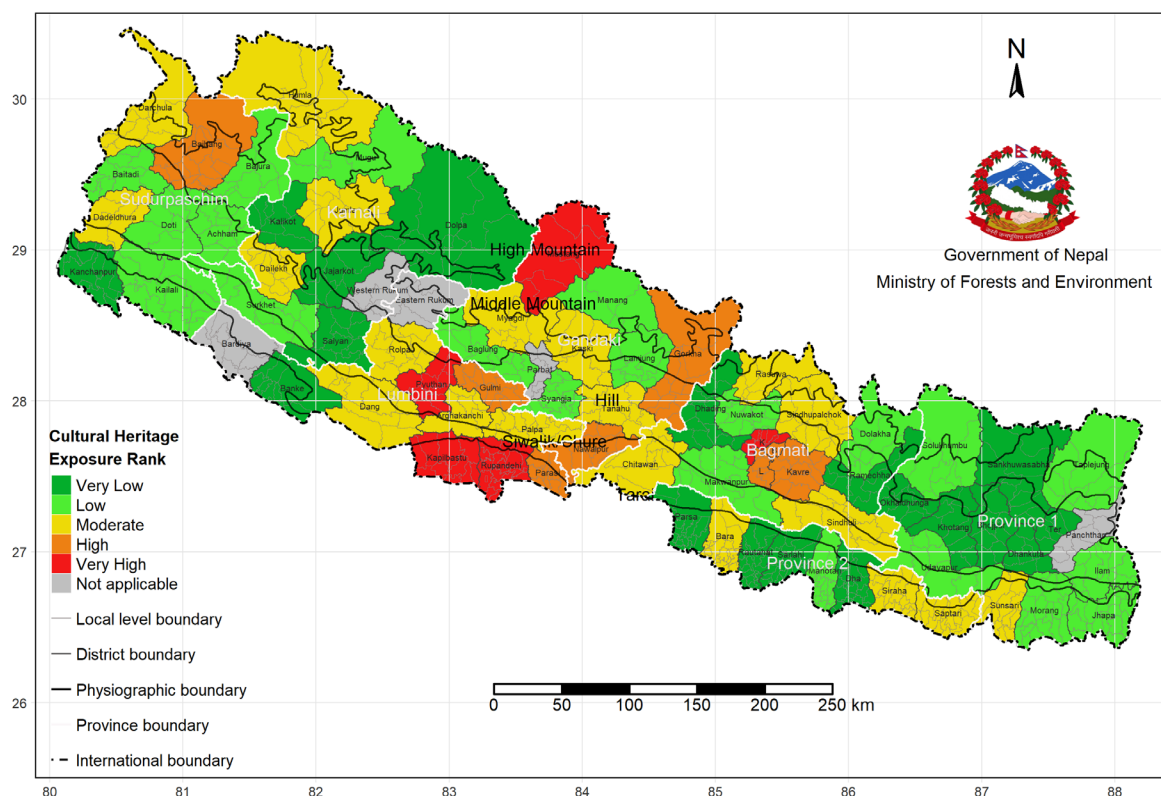 N
Government of Nepal
Ministry of Forests and Environment
30
29
28
27
26
Humla
Darchula
Bajhang
Mugu
Bajura
Baitadi
Sudurpaschim
Karnali
Dadeldhura
Doti
Kalikot
Dolpa
Achham
High Mountain
Dailekh
Jajarkot
Kanchanpur
Kailali
Western Rukum
Eastern Rukum
Manang
Middle Mountain
Surkhet
Myagdi
Bardiya
Salyan
Rolpa
Baglung
Gandaki
Kaski
Lamjung
Gorkha
Parbat
Rasuwa
Banke
Pyuthan
Gulmi
Lumbini
Syangja
Hill
Tanahu
Dhading
Nuwakot
Sindhupalchok
Dang
Arghakanchi
Palpa
Siwalik/Chure
Nawalpur
Dolakha
Solukhumbu
Kapilbastu
Rupandehi
Parasi
Chitawan
Bagmati
K
L
Kavre
Sankhuwasabha
Taplejung
Tarai
Makwanpur
Ramechhap
Okhaldhunga
Parsa
Sindhuli
Khotang
Province 1
Ter
Panchthar
Bara
Rautahat
Sarlahi
Province 2
Dhankuta
Udayapur
Ilam
Dha
Siraha
Saptari
Sunsari
Morang
Jhapa
Cultural Heritage
Exposure Rank
Very Low
Low
Moderate
High
Very High
Not applicable
Local level boundary
District boundary
Physiographic boundary
Province boundary
International boundary
0 50 100 150 200 250 km
80 81 82 83 84 85 86 87 88